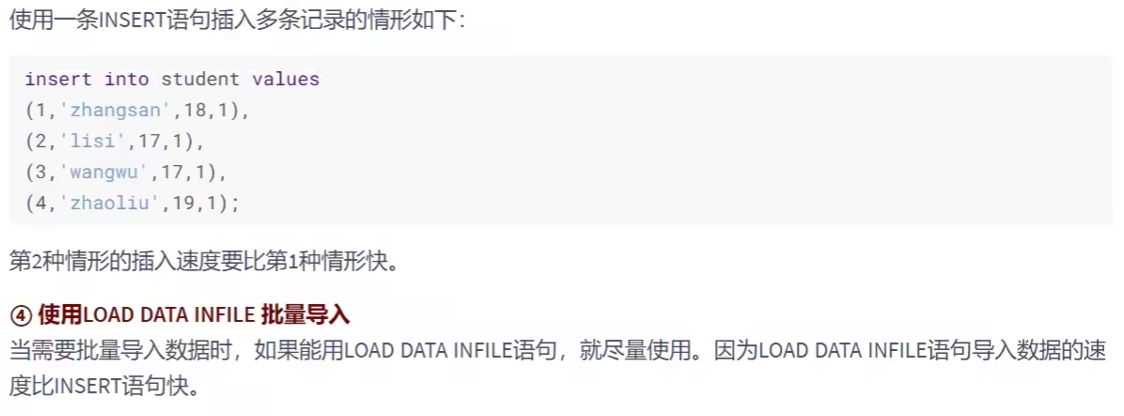 使用一条INSERT语句插入多条记录的情形如下：
insert into student values
(1,'zhangsan',18,1),
(2,'lisi',17,1),
(3,'wangwu',17,1),
(4,'zhaoliu',19,1);
第2种情形的插入速度要比第1种情形快。
④ 使用LOAD DATA INFILE 批量导入
当需要批量导入数据时，如果能用LOAD DATA INFILE语句，就尽量使用。因为LOAD DATA INFILE语句导入数据的速
度比INSERT语句快。